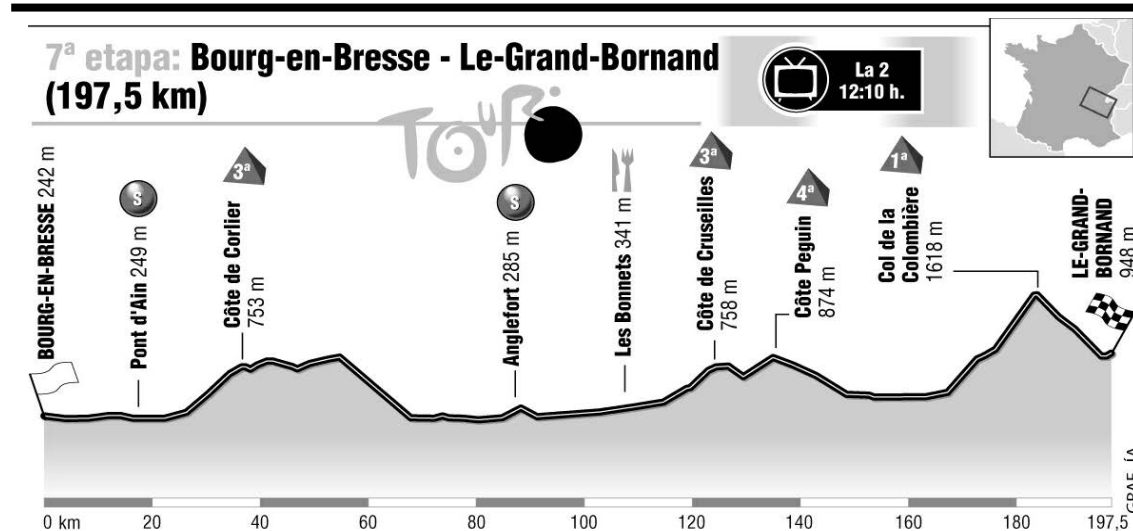 7ª etapa: Bourg-en-Bresse - Le-Grand-Bornand
(197,5 km)
La 2
12:10 h.
TOUR
BOURG-EN-BRESSE 242 m
S
Pont d'Ain 249 m
3ª
Côte de Corlier
753 m
S
Anglefort 285 m
Les Bonnets 341 m
3ª
Côte de Cruseilles
758 m
4ª
Côte Peguin
874 m
1ª
Col de la
Colombière
1618 m
LE-GRAND-
BORNAND
948 m
0 km 20 40 60 80 100 120 140 160 180 197,5